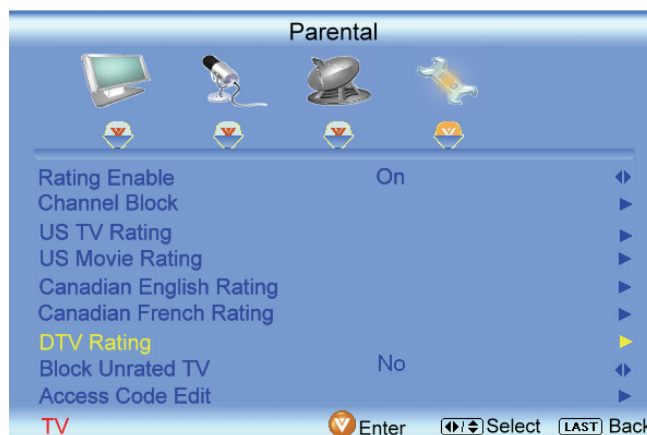 Parental
Rating Enable On
Channel Block
US TV Rating
US Movie Rating
Canadian English Rating
Canadian French Rating
DTV Rating
Block Unrated TV No
Access Code Edit
TV V Enter Select LAST Back